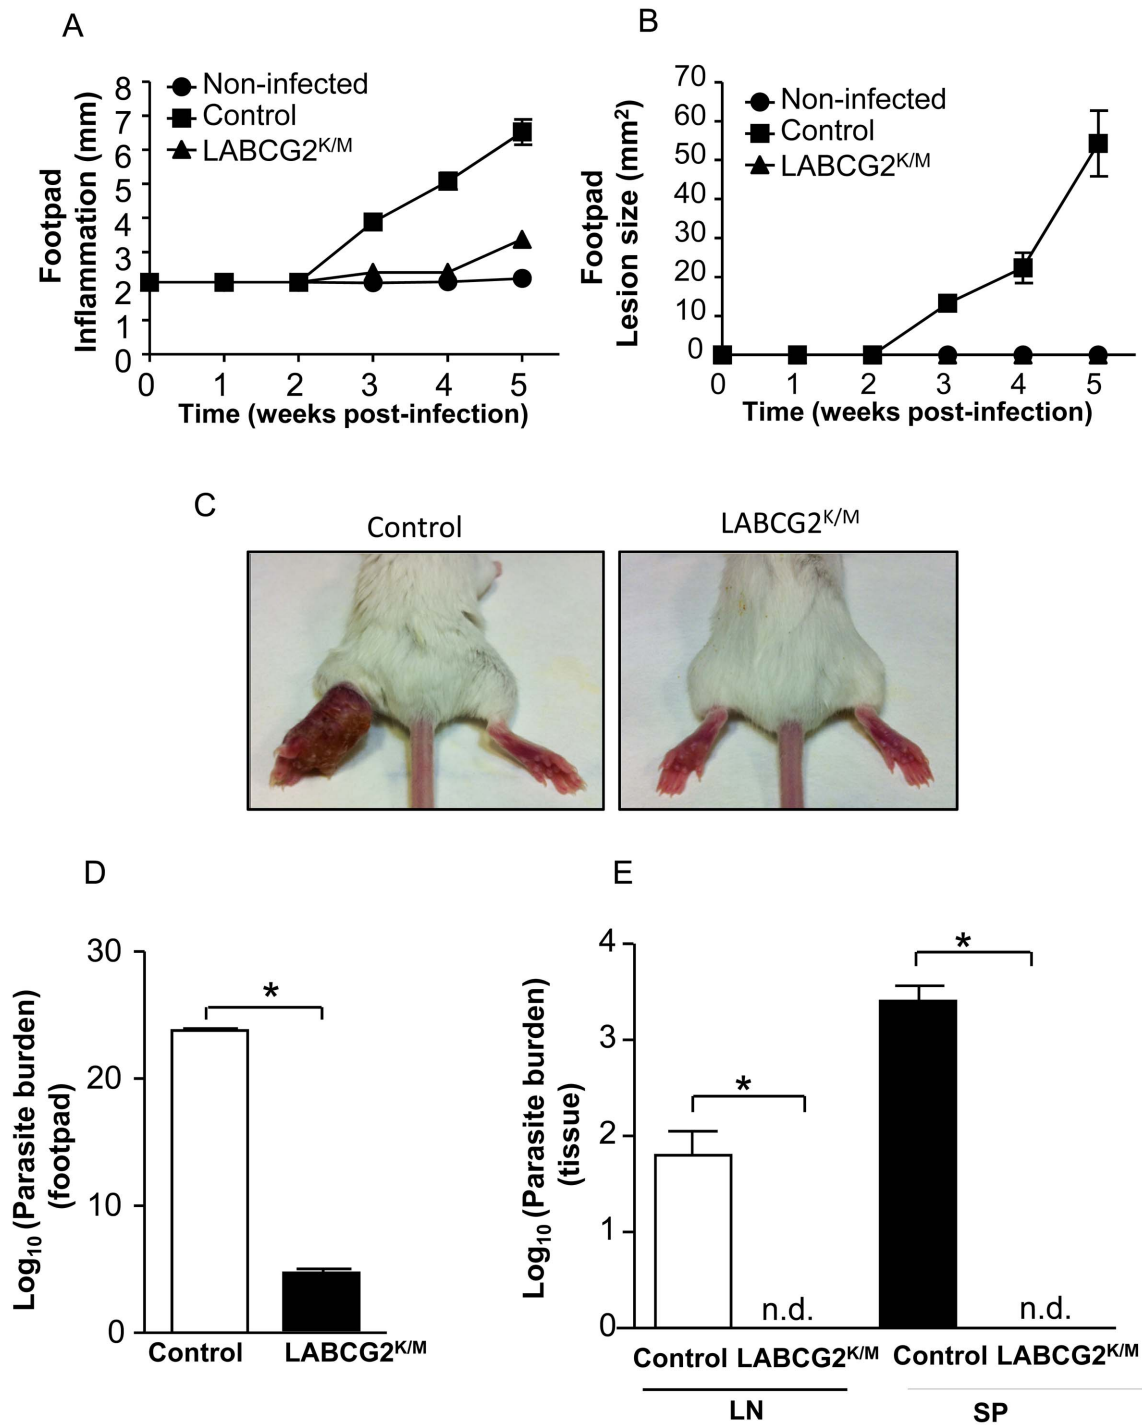 A
Footpad
Inflammation (mm)
8
7
6
5
4
3
2
1
0
Non-infected
Control
LABCG2K/M
0 1 2 3 4 5
Time (weeks post-infection)
B
Footpad
Lesion size (mm2)
70
60
50
40
30
20
10
0
Non-infected
Control
LABCG2K/M
0 1 2 3 4 5
Time (weeks post-infection)
C
Control
LABCG2K/M
D
Log10 (Parasite burden)
(footpad)
30
20
10
0
*
Control LABCG2K/M
E
Log10 (Parasite burden)
(tissue)
4
3
2
1
0
*
*
n.d.
n.d.
Control LABCG2K/M Control LABCG2K/M
LN SP